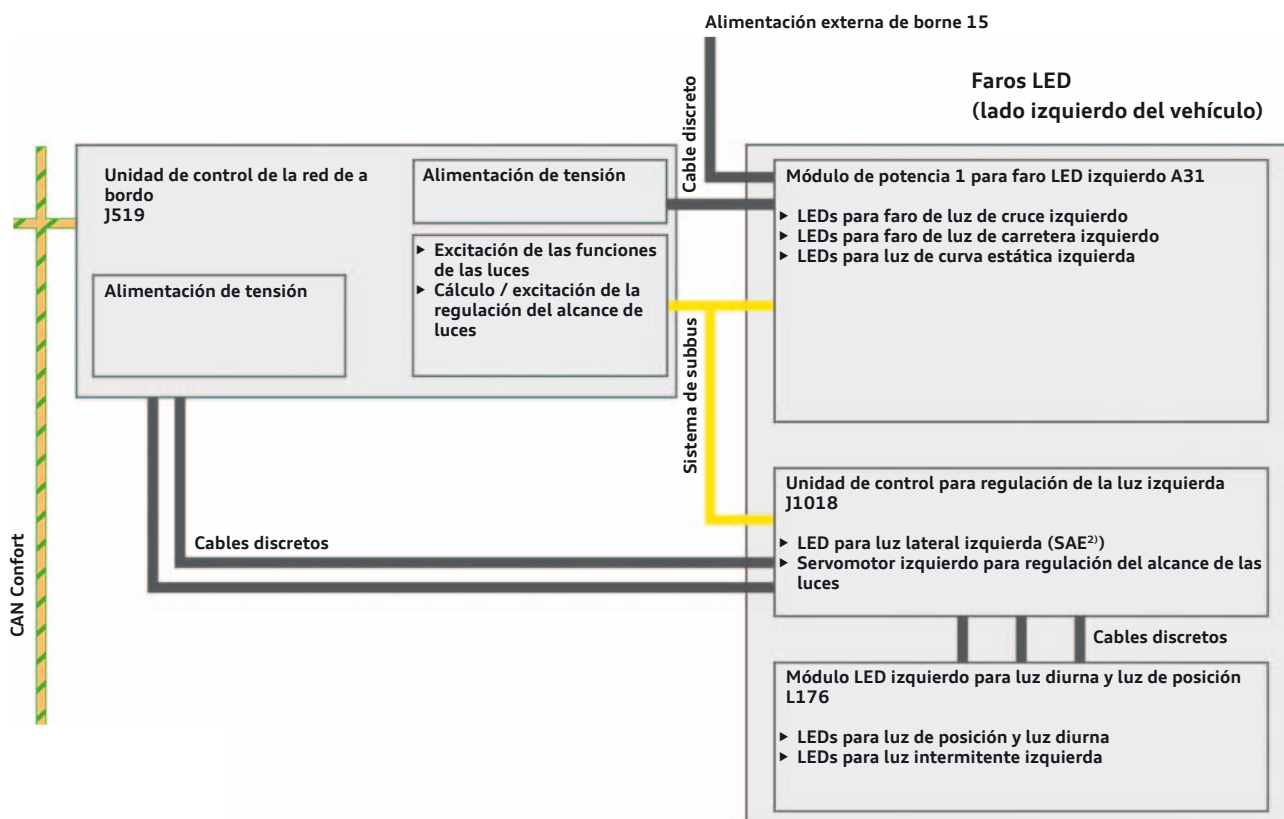 Alimentación externa de borne 15
Faros LED
(lado izquierdo del vehículo)
Cable discreto
Unidad de control de la red de a
bordo
J519
Alimentación de tensión
Alimentación de tensión
▶ Excitación de las funciones
de las luces
▶ Cálculo / excitación de la
regulación del alcance de
luces
Módulo de potencia 1 para faro LED izquierdo A31
▶ LEDs para faro de luz de cruce izquierdo
▶ LEDs para faro de luz de carretera izquierdo
▶ LEDs para luz de curva estática izquierda
Sistema de subbus
CAN Confort
Cables discretos
Unidad de control para regulación de la luz izquierda
J1018
▶ LED para luz lateral izquierda (SAE²⁾)
▶ Servomotor izquierdo para regulación del alcance de las
luces
Cables discretos
Módulo LED izquierdo para luz diurna y luz de posición
L176
▶ LEDs para luz de posición y luz diurna
▶ LEDs para luz intermitente izquierda